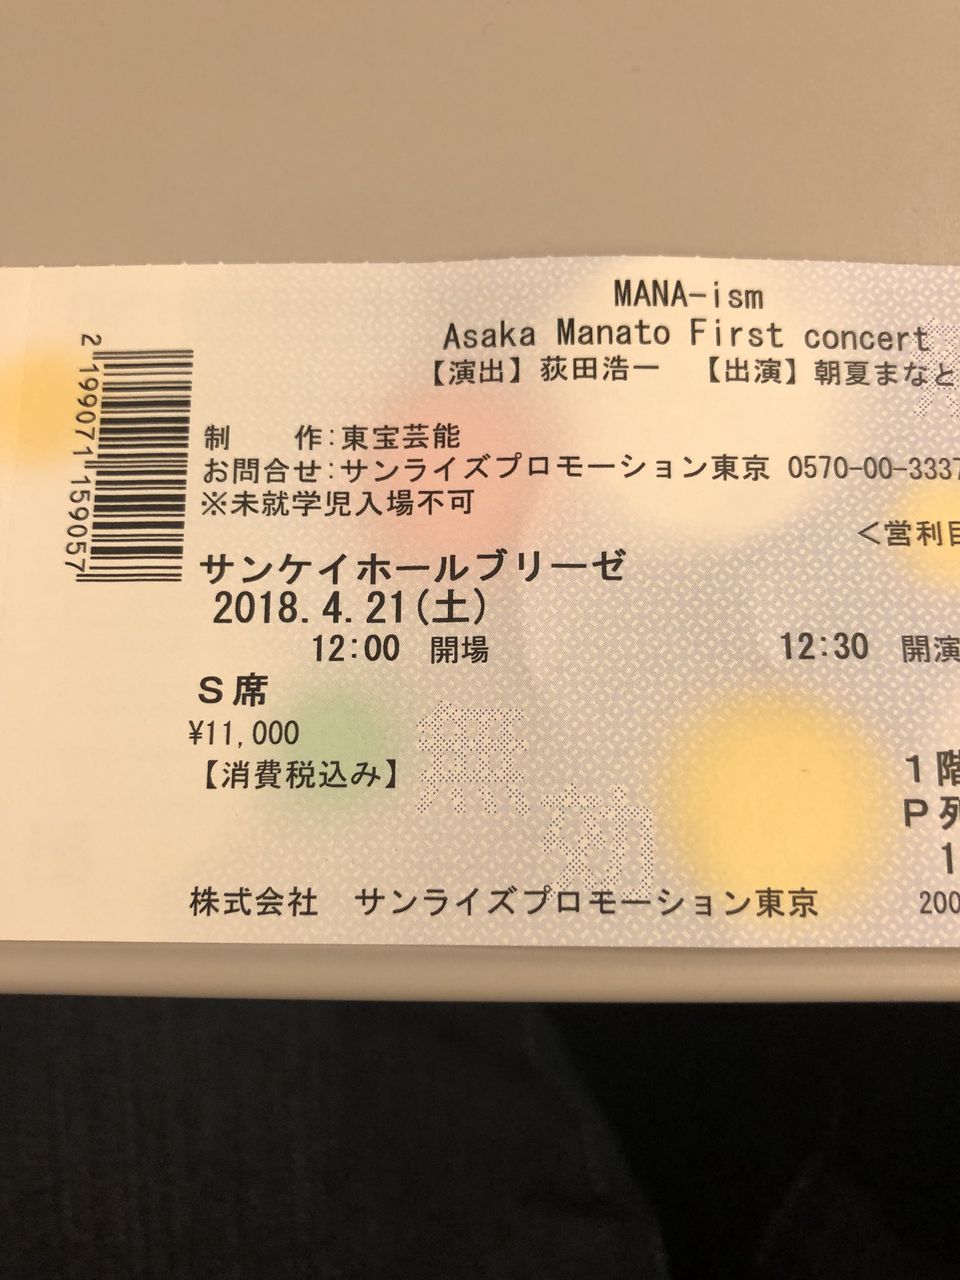 MANA-ism
Asaka Manato First concert
【演出】荻田浩一 【出演】朝夏まなと
制 作:東宝芸能
お問合せ:サンライズプロモーション東京 0570-00-3337
※未就学児入場不可
<営利目
サンケイホールブリーゼ
2018.4.21(土)
12:00 開場 12:30 開演
S席
¥11,000
【消費税込み】
無効
1階
P列
1
株式会社 サンライズプロモーション東京 200
2199071159057